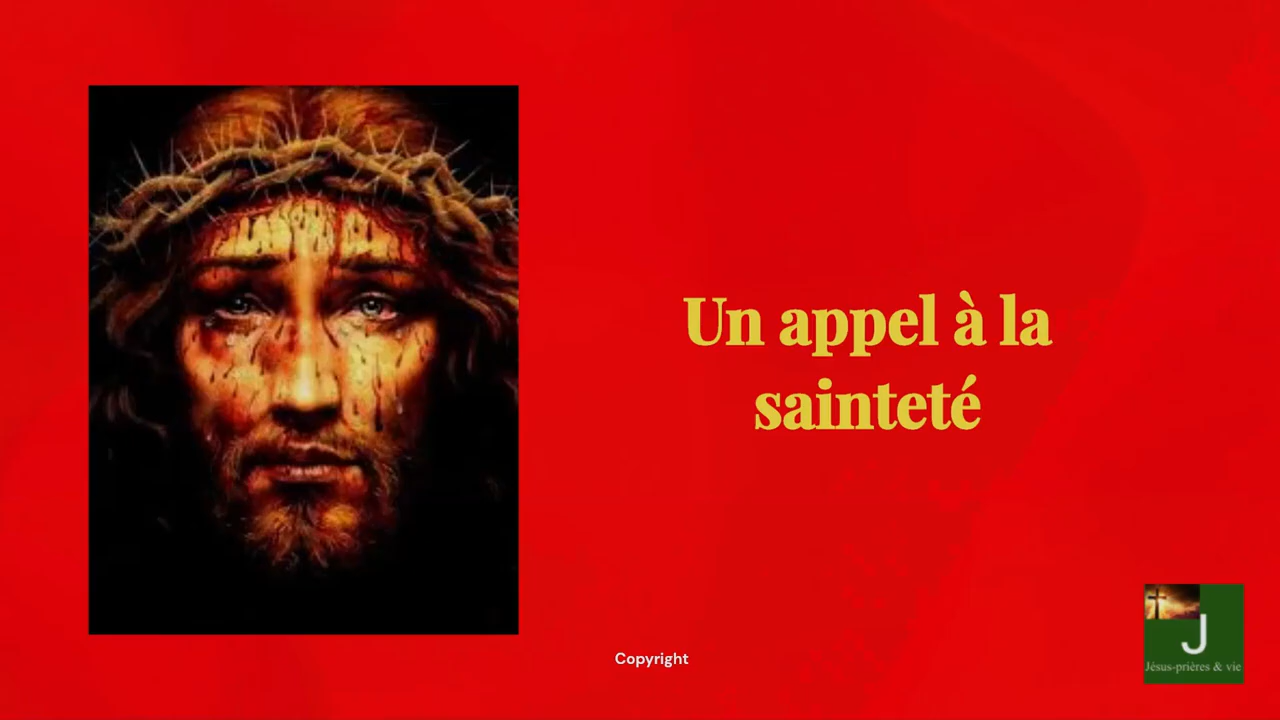 Un appel à la
sainteté
Copyright
J
Jésus-prières & vie